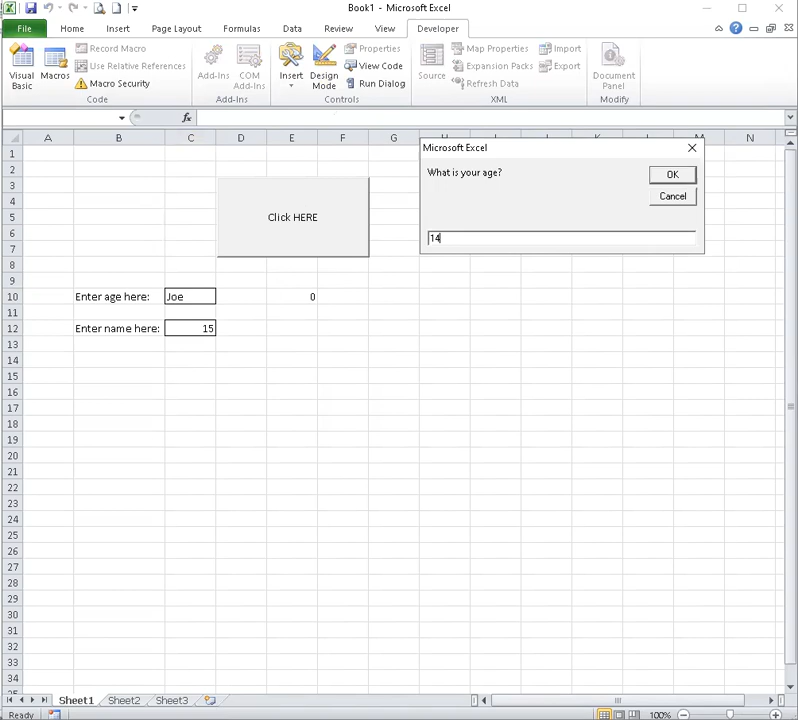 Book1 - Microsoft Excel
File Home Insert Page Layout Formulas Data Review View Developer
Visual Basic
Macros
Record Macro
Use Relative References
Macro Security
Code
Add-Ins
COM Add-Ins
Add-Ins
Insert
Design Mode
Properties
View Code
Run Dialog
Controls
Source
Map Properties
Expansion Packs
Refresh Data
Import
Export
XML
Document Panel
Modify
fx
A B C D E F G H I J K L M N
1
2
3
4
5
6
7
8
9
10
11
12
13
14
15
16
17
18
19
20
21
22
23
24
25
26
27
28
29
30
31
32
33
34
35
Click HERE
Microsoft Excel
What is your age?
OK
Cancel
14
Enter age here: Joe 0
Enter name here: 15
Sheet1 Sheet2 Sheet3
Ready 100%